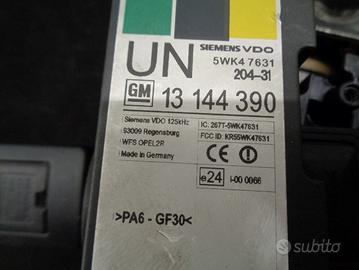 UN
SIEMENS VDO
5WK4 7631
204-31
GM 13 144 390
Siemens VDO 125kHz
93009 Regensburg
WFS OPEL2R
Made in Germany
IC: 267T-5WK47631
FCC ID: KR55WK47631
CE
e24 I-00 0066
>PA6 - GF30<
subito